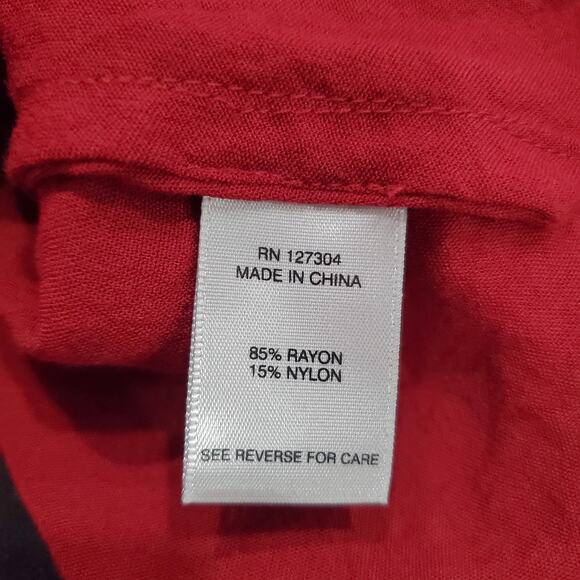 RN 127304
MADE IN CHINA
85% RAYON
15% NYLON
SEE REVERSE FOR CARE